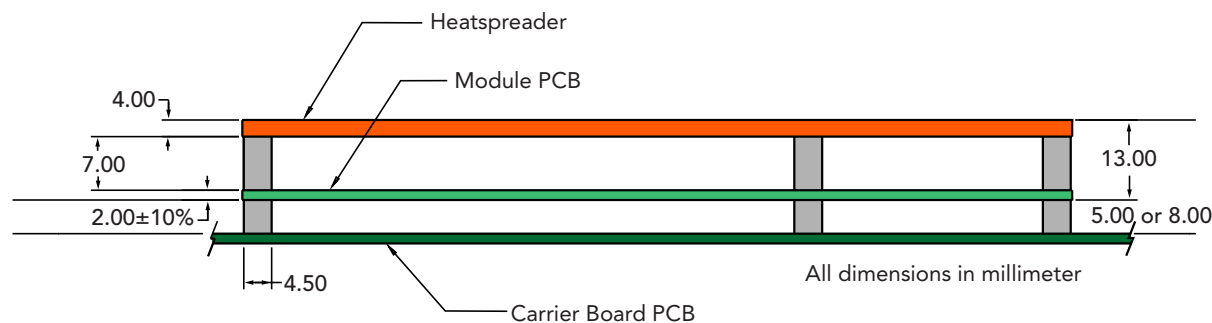 Heatspreader
Module PCB
4.00
7.00
13.00
2.00±10%
5.00 or 8.00
4.50
All dimensions in millimeter
Carrier Board PCB